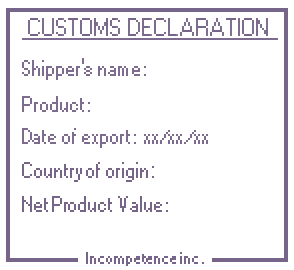 CUSTOMS DECLARATION
Shipper's name:
Product:
Date of export: xx/xx/xx
Country of origin:
Net Product Value:
Incompetence inc.